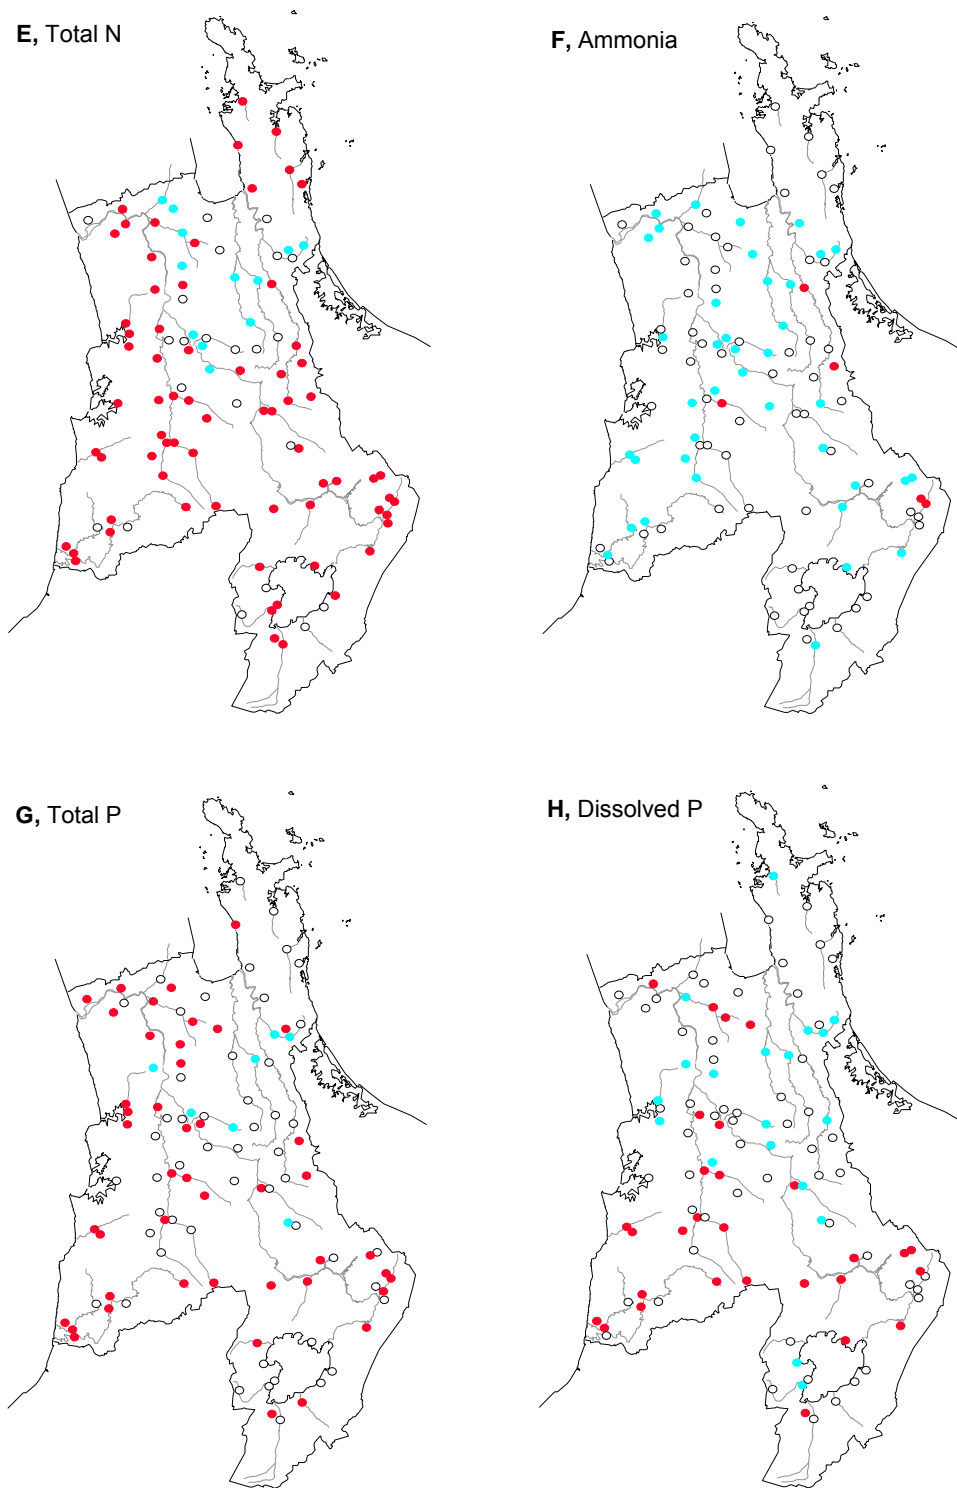 E, Total N
F, Ammonia
G, Total P
H, Dissolved P